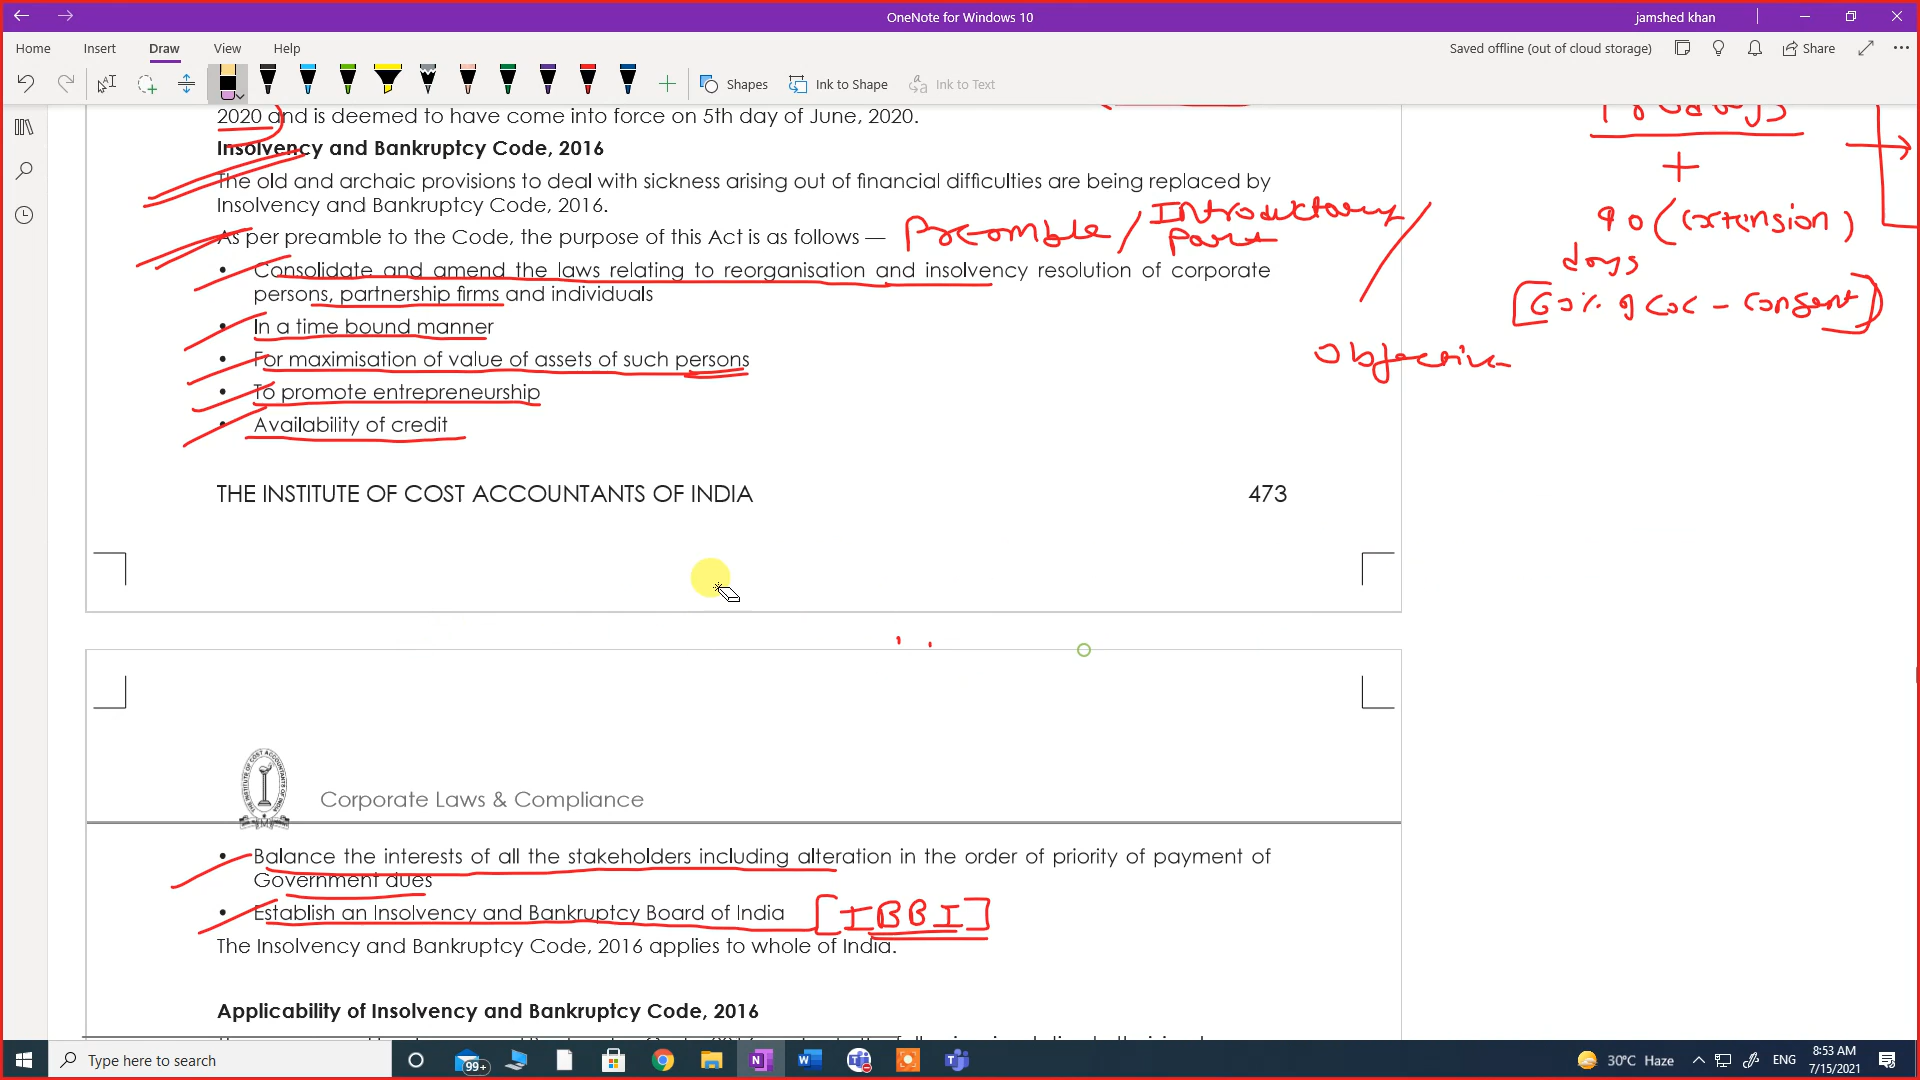 OneNote for Windows 10
jamshed khan
Home Insert Draw View Help
Saved offline (out of cloud storage)
Share
Shapes
Ink to Shape
Ink to Text
2020 and is deemed to have come into force on 5th day of June, 2020.
Insolvency and Bankruptcy Code, 2016
The old and archaic provisions to deal with sickness arising out of financial difficulties are being replaced by
Insolvency and Bankruptcy Code, 2016.
As per preamble to the Code, the purpose of this Act is as follows —
Preamble / Introductory
Part
• Consolidate and amend the laws relating to reorganisation and insolvency resolution of corporate
persons, partnership firms and individuals
• In a time bound manner
• For maximisation of value of assets of such persons
• To promote entrepreneurship
• Availability of credit
+
90 (extension)
days
[60% of COC - consent]
Objective
THE INSTITUTE OF COST ACCOUNTANTS OF INDIA 473
Corporate Laws & Compliance
• Balance the interests of all the stakeholders including alteration in the order of priority of payment of
Government dues
• Establish an Insolvency and Bankruptcy Board of India [IBBI]
The Insolvency and Bankruptcy Code, 2016 applies to whole of India.
Applicability of Insolvency and Bankruptcy Code, 2016
Type here to search
99+
30°C Haze
ENG
8:53 AM
7/15/2021